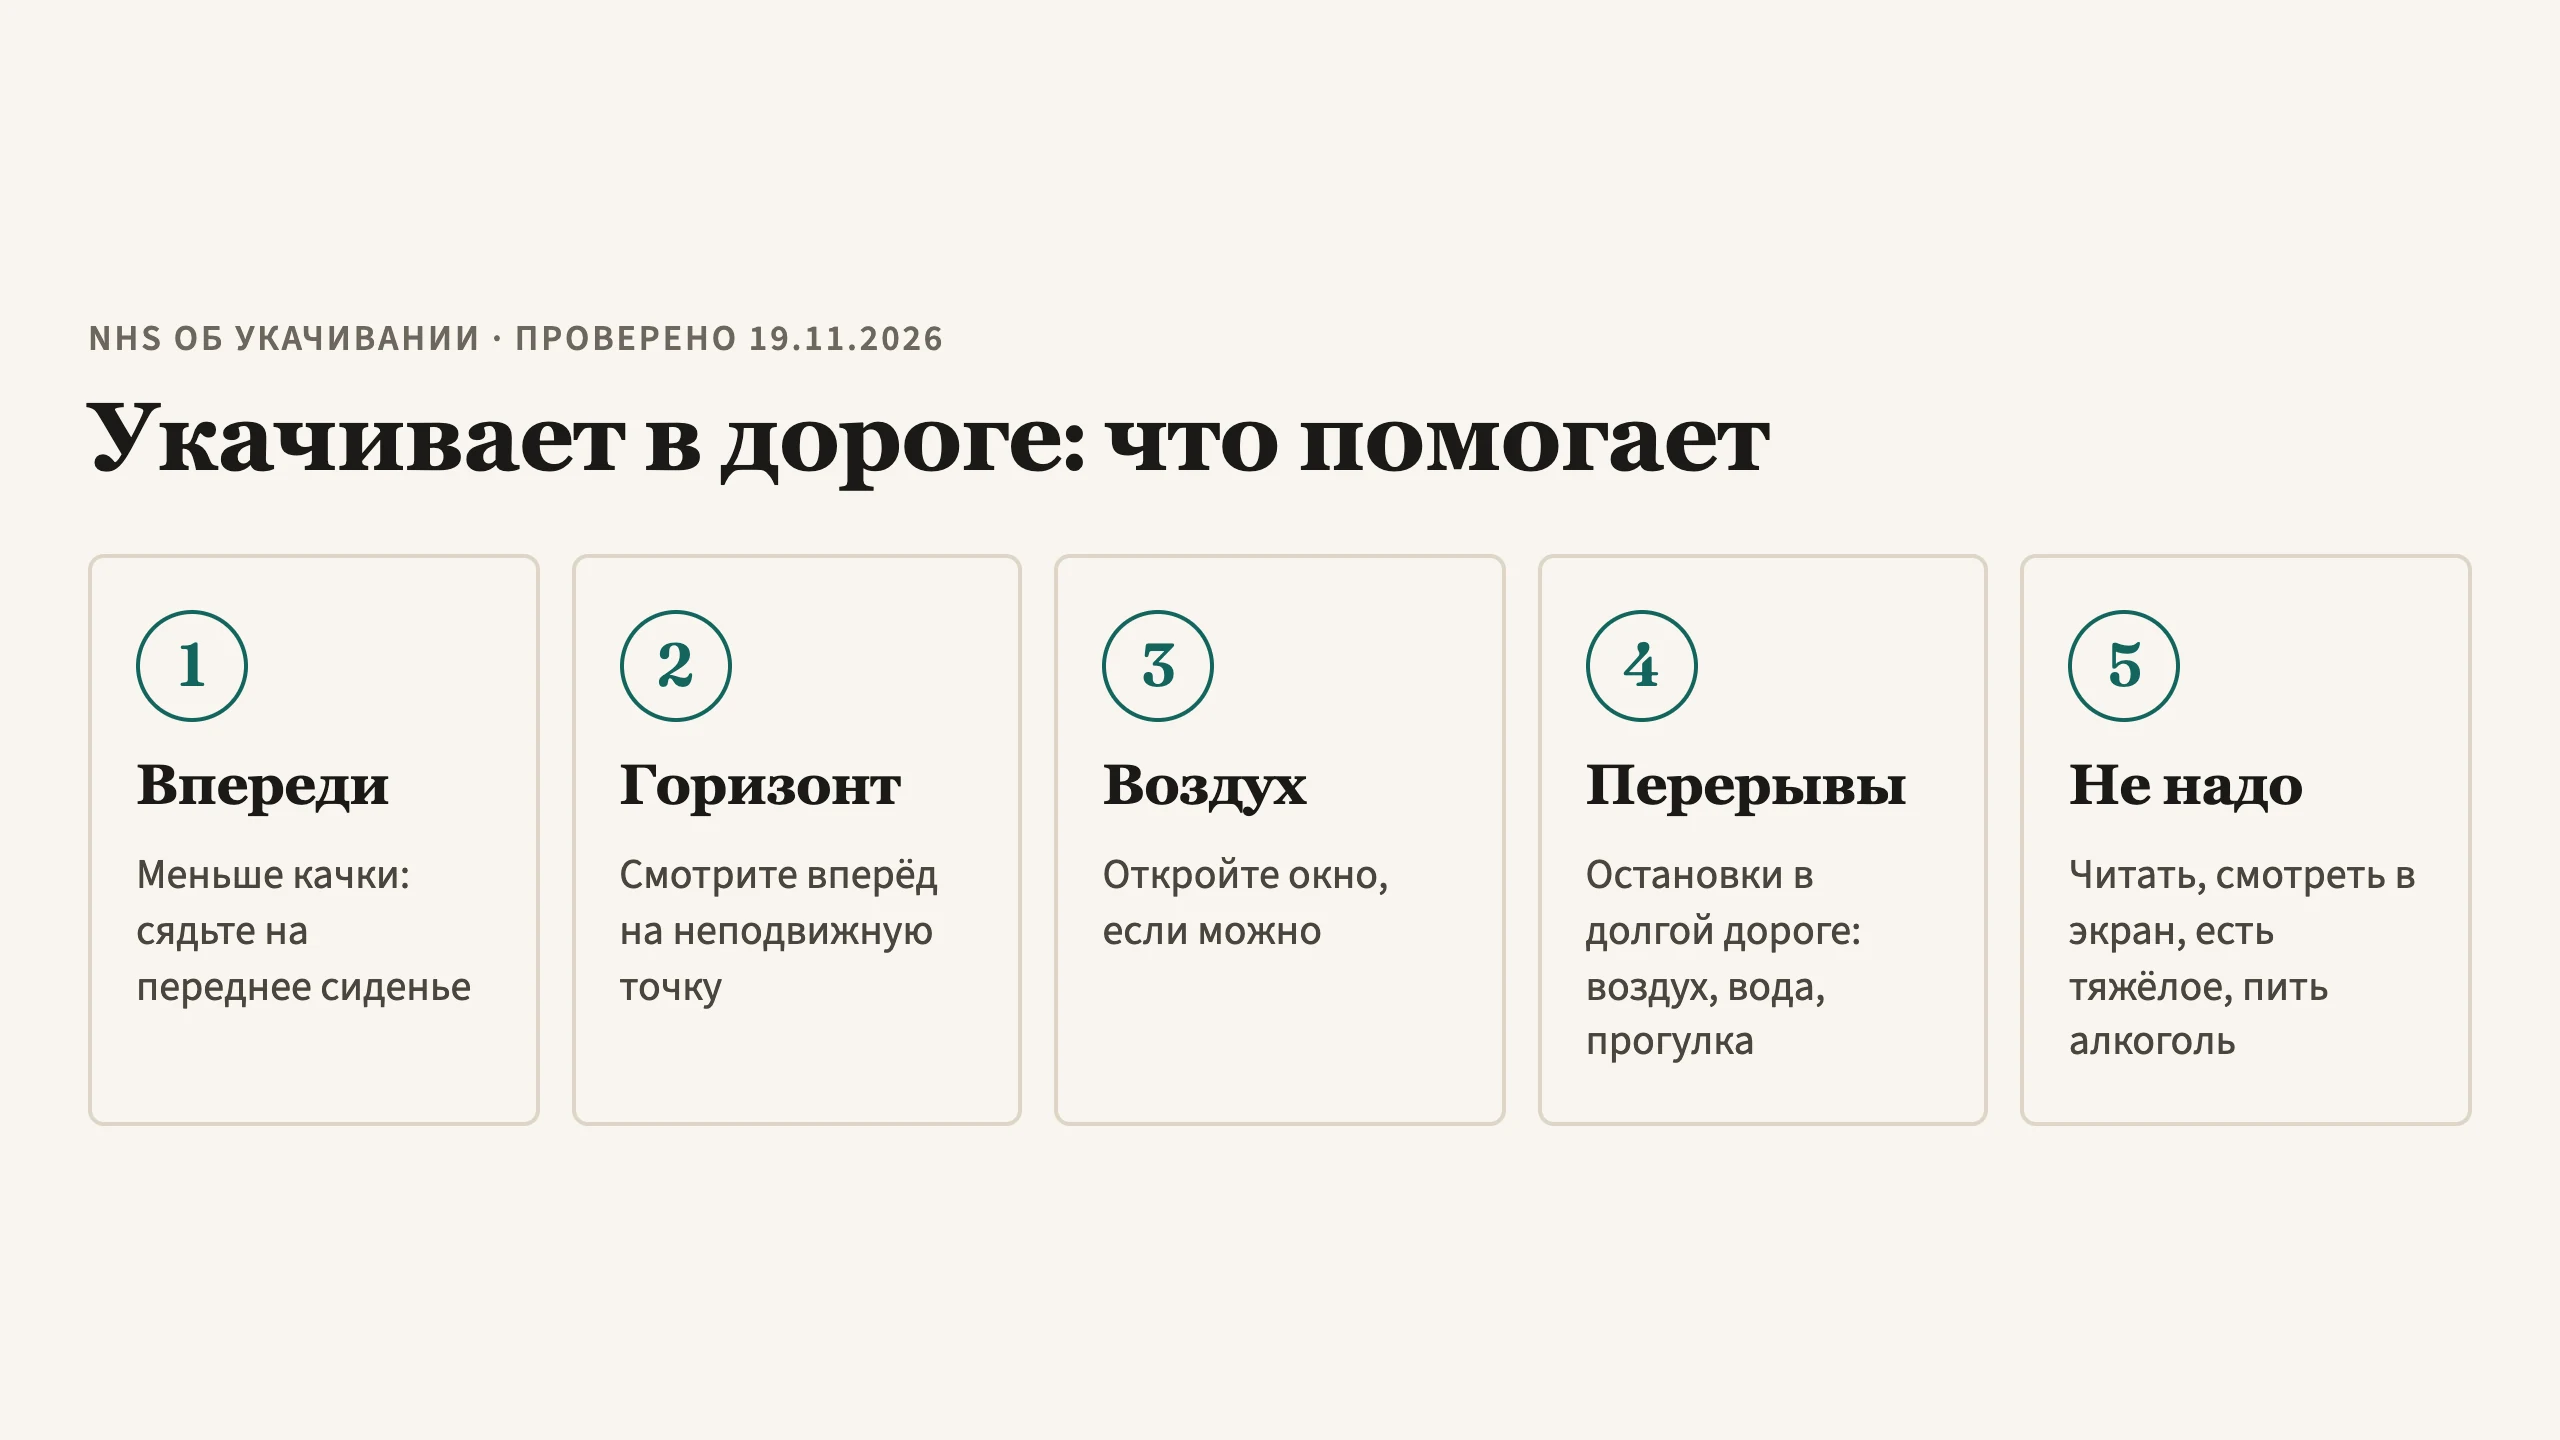 NHS ОБ УКАЧИВАНИИ · ПРОВЕРЕНО 19.11.2026
Укачивает в дороге: что помогает
1
Впереди
Меньше качки:
сядьте на
переднее сиденье
2
Горизонт
Смотрите вперёд
на неподвижную
точку
3
Воздух
Откройте окно,
если можно
4
Перерывы
Остановки в
долгой дороге:
воздух, вода,
прогулка
5
Не надо
Читать, смотреть в
экран, есть
тяжёлое, пить
алкоголь